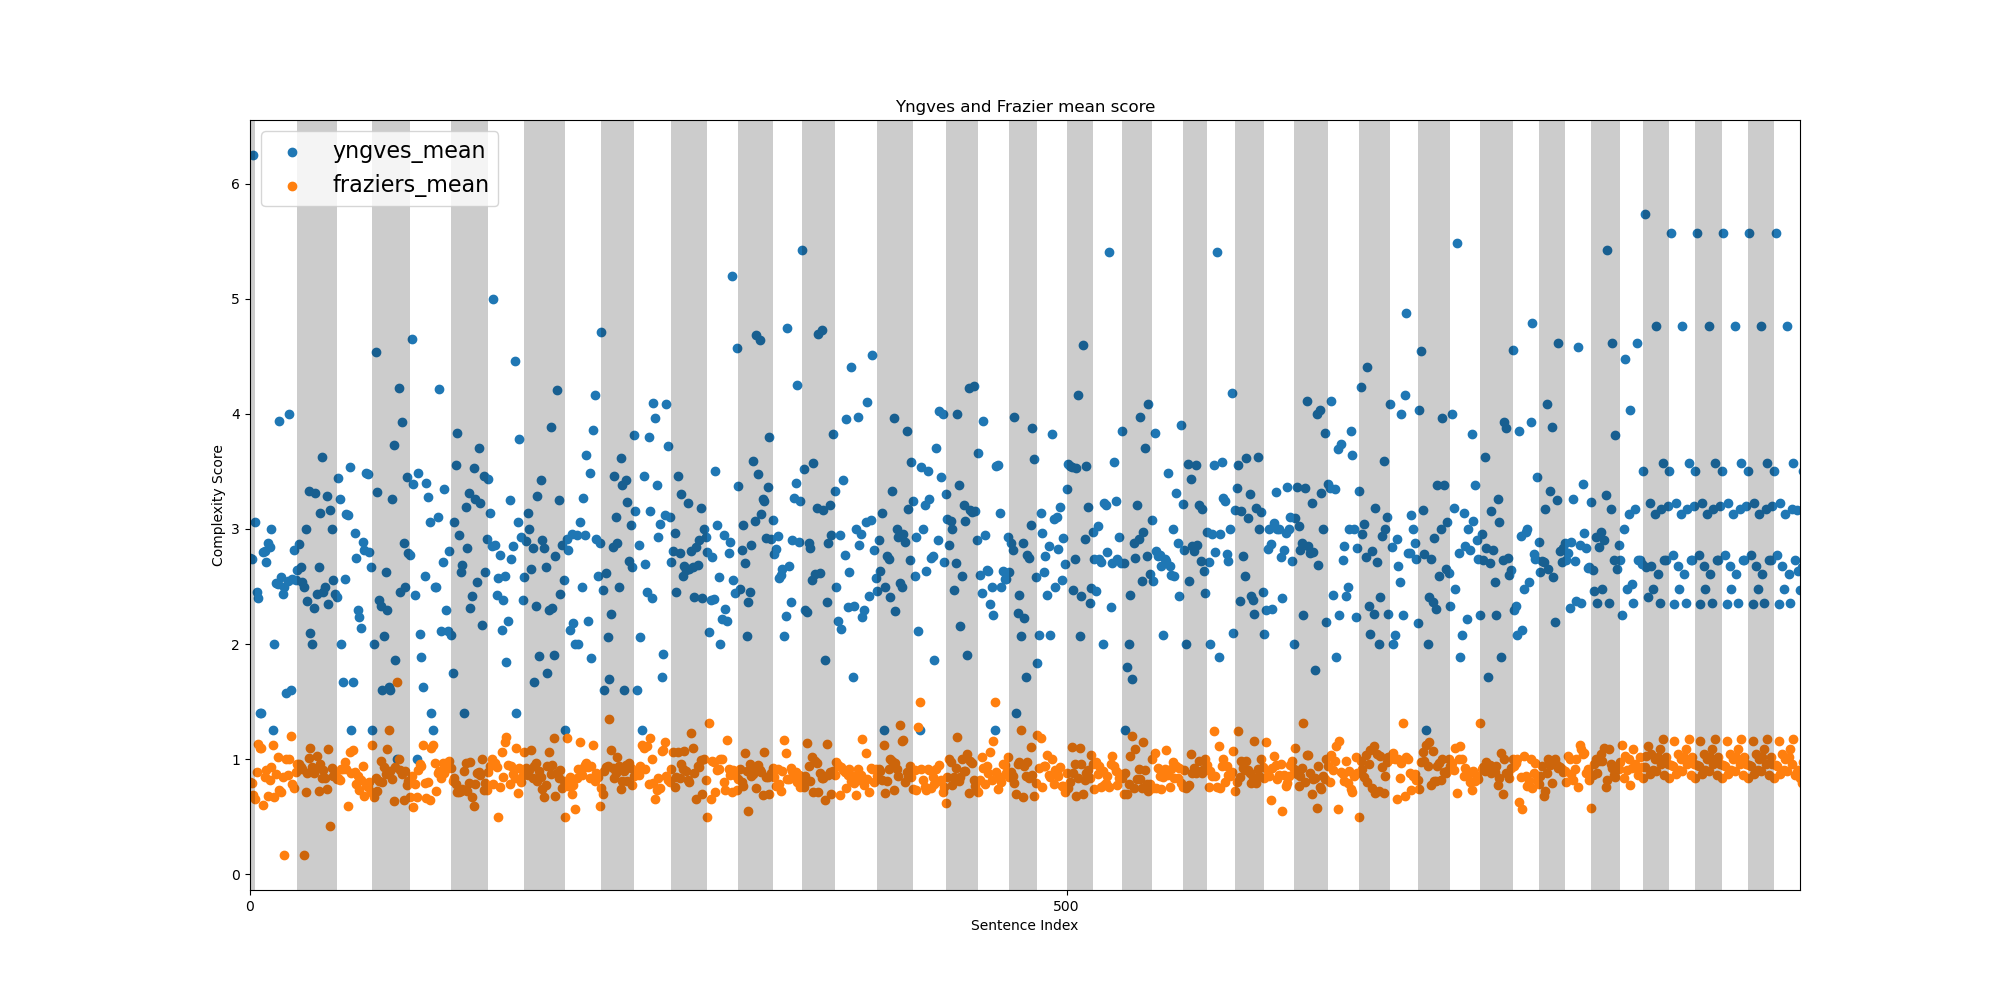 Yngves and Frazier mean score
yngves_mean
fraziers_mean
6
5
4
3
2
1
0
Complexity Score
0
500
Sentence Index